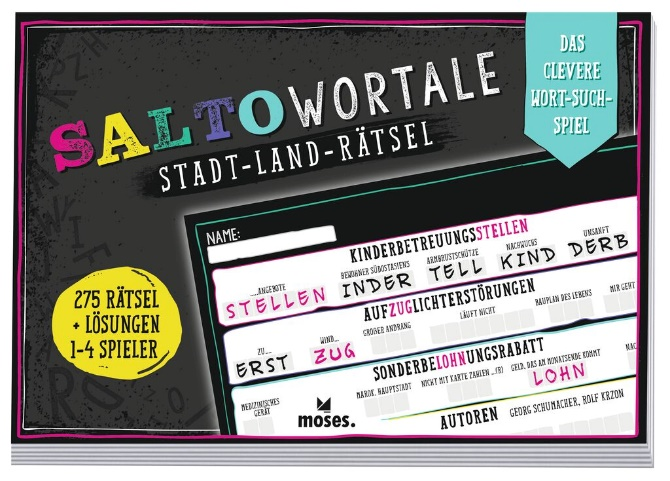 DAS
CLEVERE
WORT-SUCH-
SPIEL
SALTOWORTALE
STADT-LAND-RÄTSEL
275 RÄTSEL
+ LÖSUNGEN
1-4 SPIELER
NAME:
KINDERBETREUUNGSSTELLEN
...ANGEBOTE BEWOHNER SÜDOSTASIENS ARMBRUSTSCHÜTZE NACHWUCHS UNSANFT
STELLEN INDER TELL KIND DERB
AUFZUGLICHTERSTÖRUNGEN
ZU... WIND... GROSSER ANDRANG LÄUFT NICHT BAUPLAN DES LEBENS MIR GEHT
ERST ZUG
SONDERBELOHNUNGSRABATT
MEDIZINISCHES GERÄT MAROK. HAUPTSTADT NICHT MIT KARTE ZAHLEN ...(R) GELD, DAS AM MONATSENDE KOMMT
LOHN
moses.
AUTOREN GEORG SCHUMACHER, ROLF KRZON